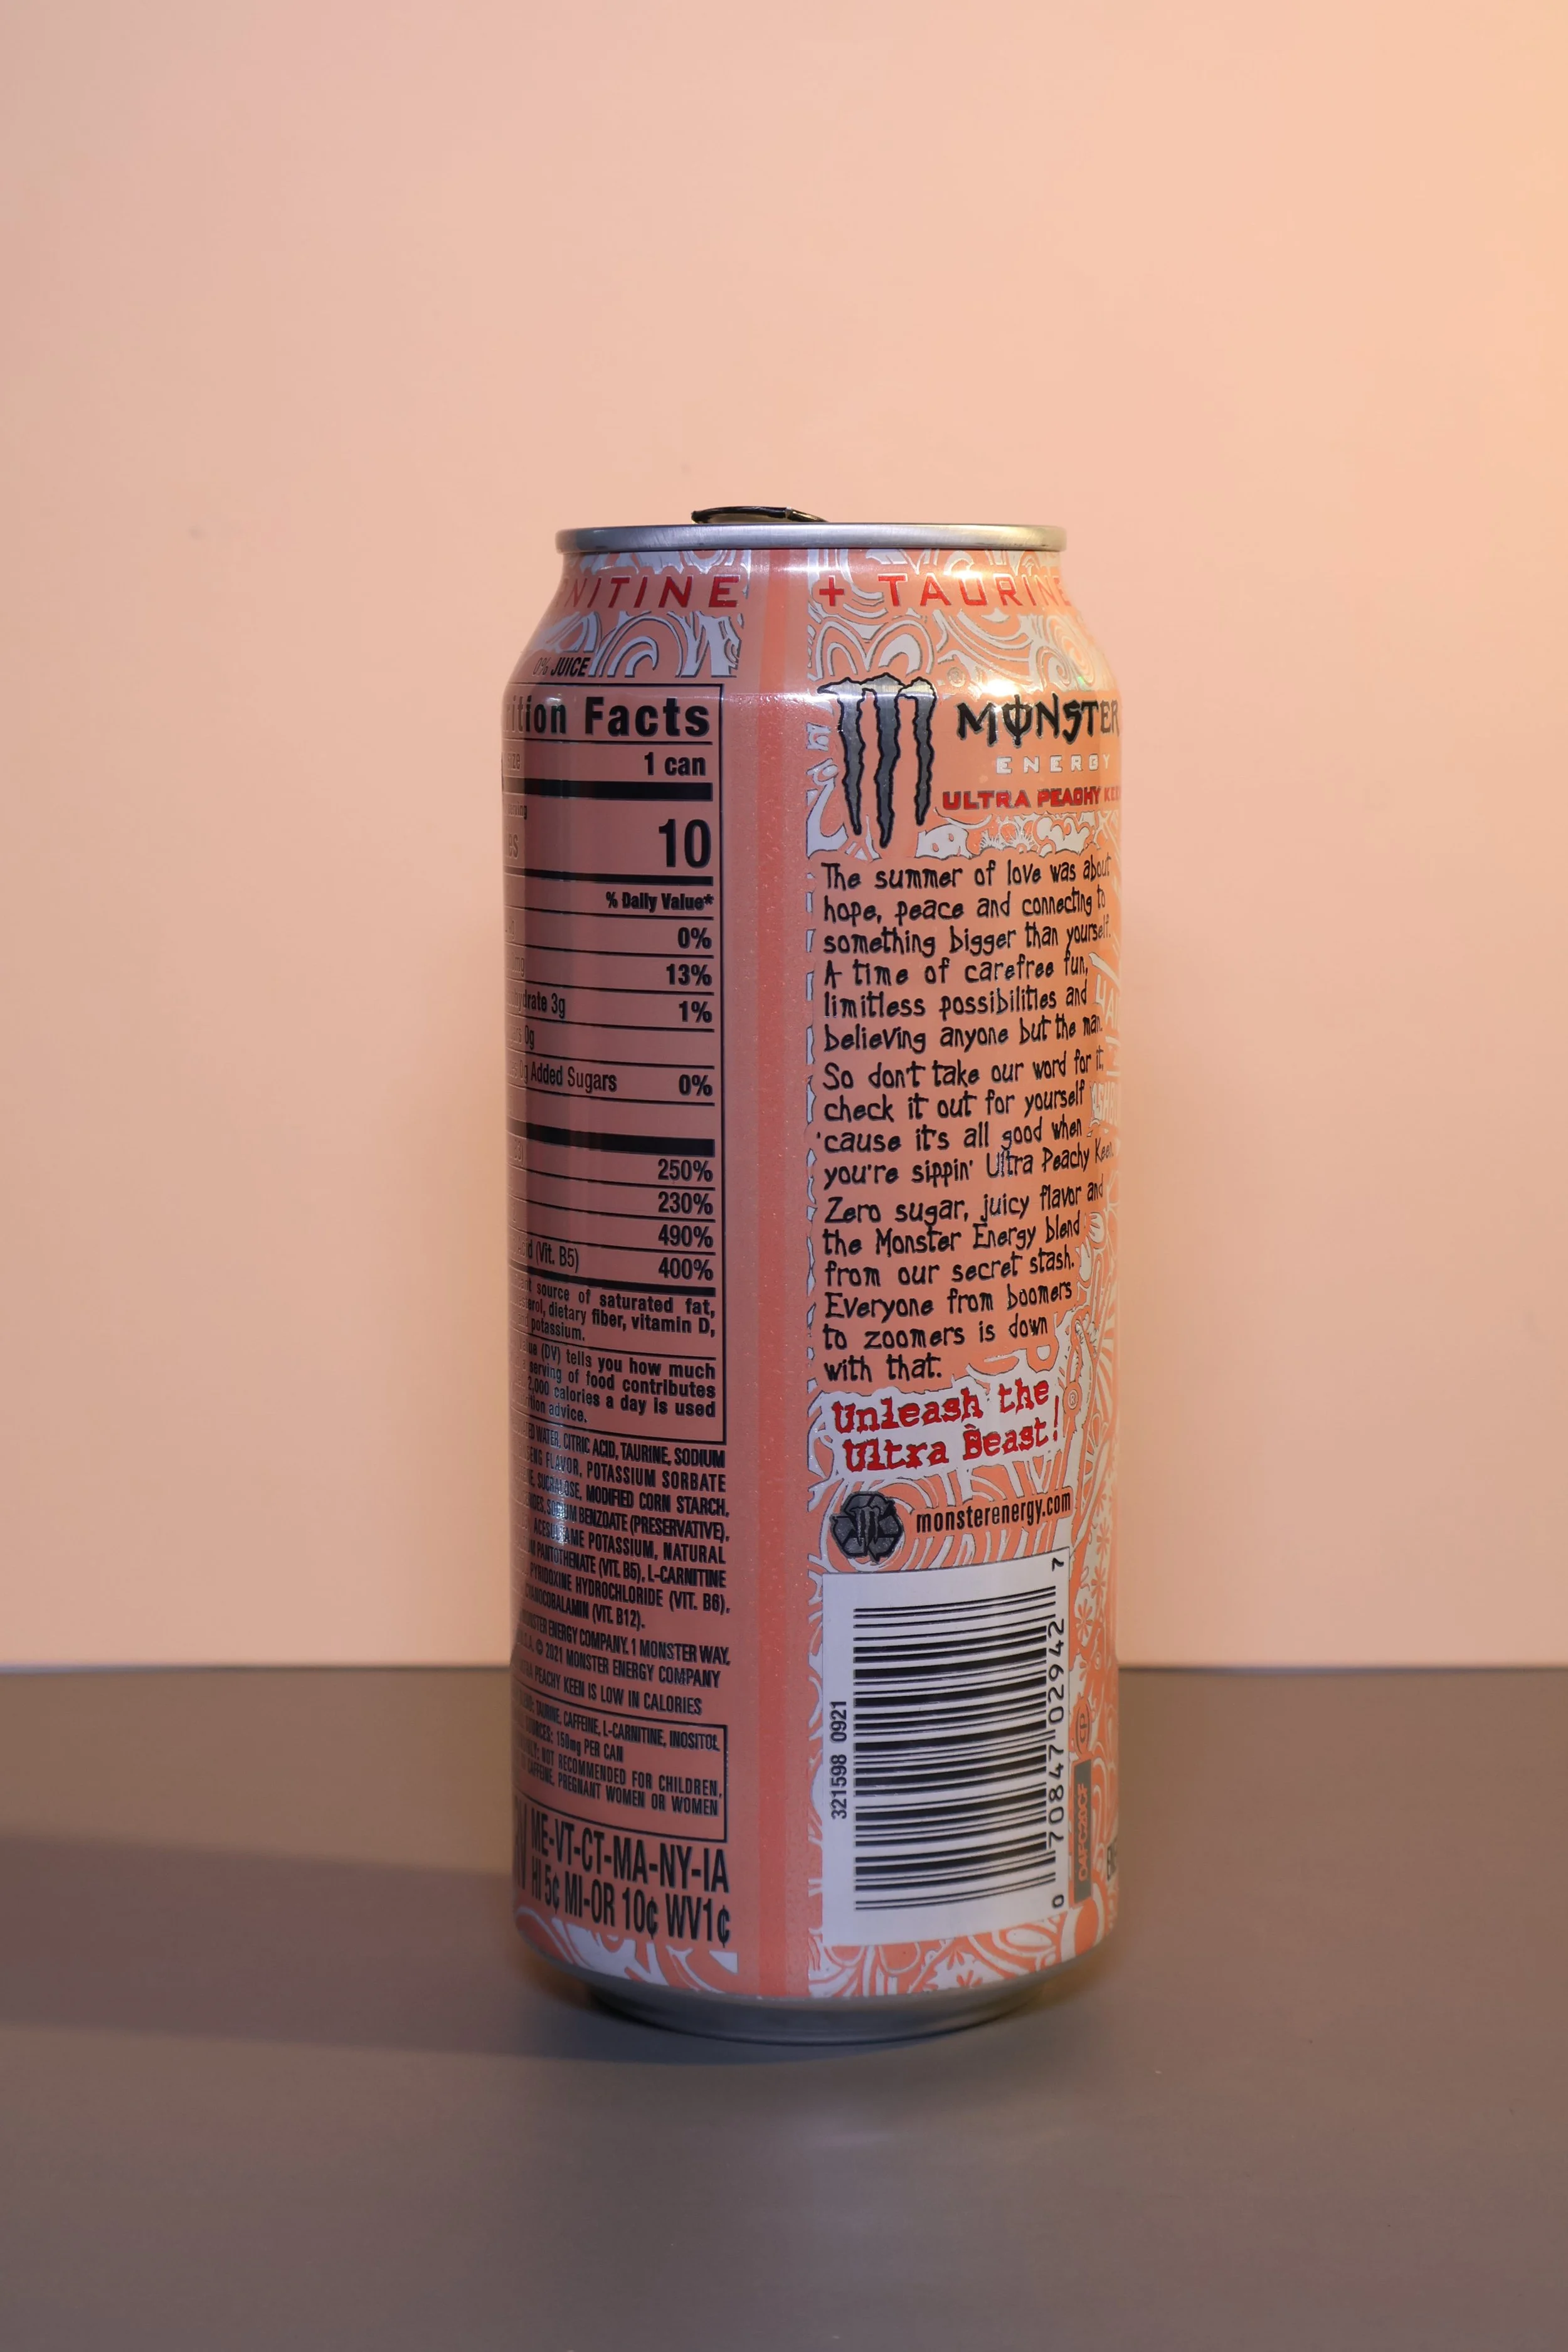 NITINE
0% JUICE
ition Facts
1 can
10
% Daily Value*
0%
13%
ydrate 3g 1%
0g
0g Added Sugars 0%
250%
230%
490%
(Vit. B5) 400%
source of saturated fat,
dietary fiber, vitamin D,
potassium.
(DV) tells you how much
serving of food contributes
2,000 calories a day is used
advice.
WATER, CITRIC ACID, TAURINE, SODIUM
FLAVOR, POTASSIUM SORBATE
SUCRALOSE, MODIFIED CORN STARCH,
SODIUM BENZOATE (PRESERVATIVE),
ACESULFAME POTASSIUM, NATURAL
PANTOTHENATE (VIT. B5), L-CARNITINE
PYRIDOXINE HYDROCHLORIDE (VIT. B6),
CYANOCOBALAMIN (VIT. B12).
MONSTER ENERGY COMPANY, 1 MONSTER WAY,
© 2021 MONSTER ENERGY COMPANY
PEACHY KEEN IS LOW IN CALORIES
TAURINE, CAFFEINE, L-CARNITINE, INOSITOL
SOURCES: 150mg PER CAN
NOT RECOMMENDED FOR CHILDREN,
CAFFEINE, PREGNANT WOMEN OR WOMEN
ME-VT-CT-MA-NY-IA
HI 5¢ MI-OR 10¢ WV1¢
+ TAURINE
MONSTER
ENERGY
ULTRA PEACHY KEE
The summer of love was about
hope, peace and connecting to
something bigger than yourself.
A time of carefree fun,
limitless possibilities and
believing anyone but the man.
So don't take our word for it,
check it out for yourself
'cause it's all good when
you're sippin' Ultra Peachy Keen.
Zero sugar, juicy flavor and
the Monster Energy blend
from our secret stash.
Everyone from boomers
to zoomers is down
with that.
Unleash the
Ultra Beast!
®
monsterenergy.com
321598 0921
0 70847 02942 7